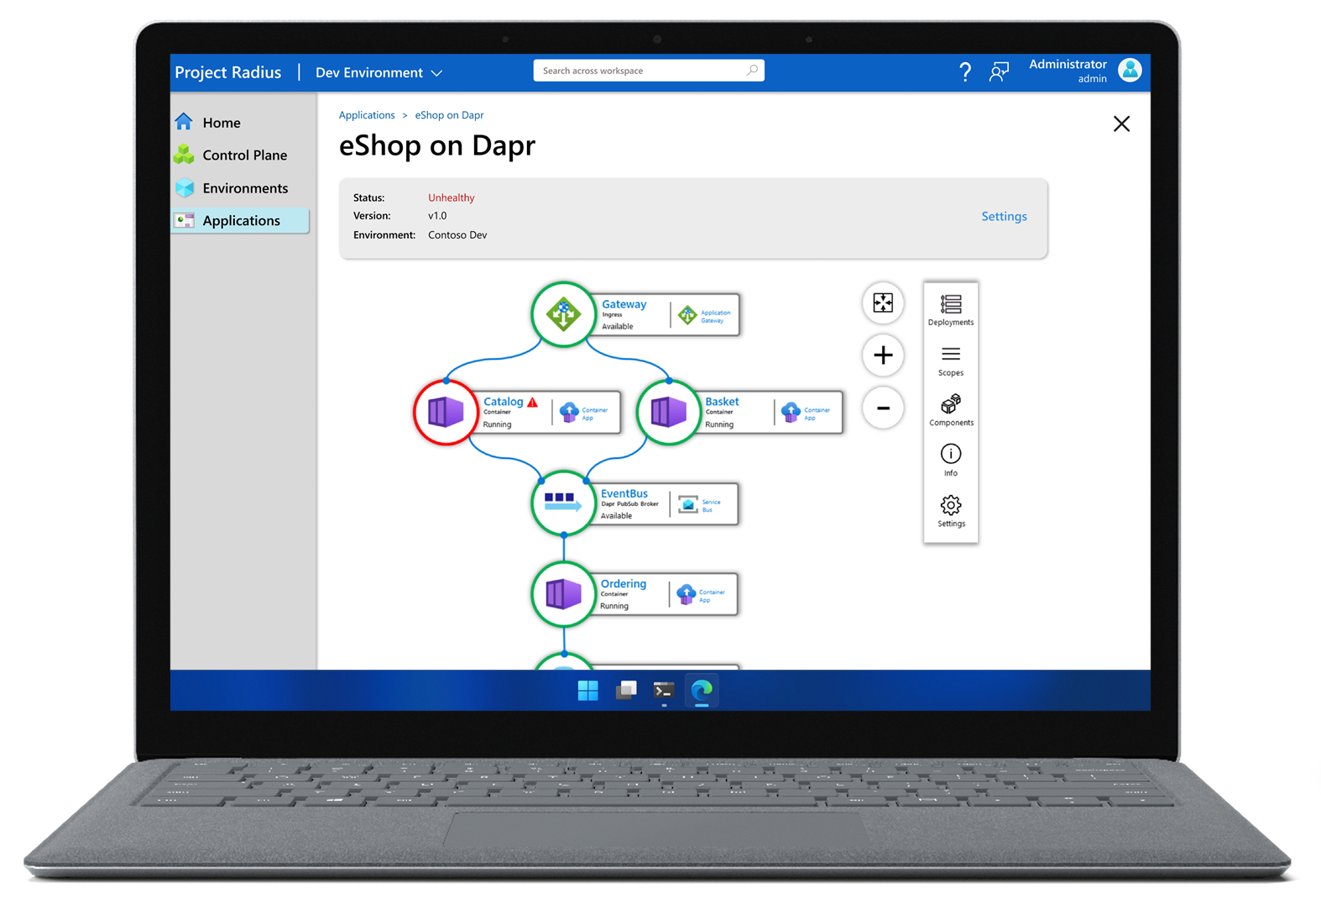 Project Radius
Dev Environment
Search across workspace
Administrator
admin
Home
Control Plane
Environments
Applications
Applications > eShop on Dapr
eShop on Dapr
Status: Unhealthy
Version: v1.0
Environment: Contoso Dev
Settings
Gateway
Ingress
Available
Application
Gateway
Catalog
Container
Running
Container
App
Basket
Container
Running
Container
App
EventBus
Dapr PubSub Broker
Available
Service
Bus
Ordering
Container
Running
Container
App
Deployments
Scopes
Components
Info
Settings